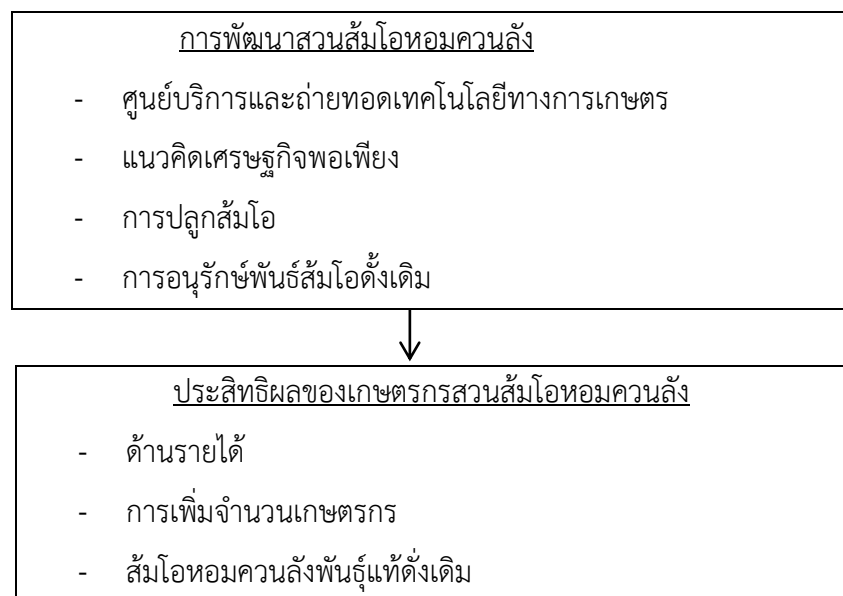 การพัฒนาสวนส้มโอหอมควนลัง
- ศูนย์บริการและถ่ายทอดเทคโนโลยีทางการเกษตร
- แนวคิดเศรษฐกิจพอเพียง
- การปลูกส้มโอ
- การอนุรักษ์พันธ์ส้มโอดั้งเดิม
ประสิทธิผลของเกษตรกรสวนส้มโอหอมควนลัง
- ด้านรายได้
- การเพิ่มจำนวนเกษตรกร
- ส้มโอหอมควนลังพันธุ์แท้ดั่งเดิม